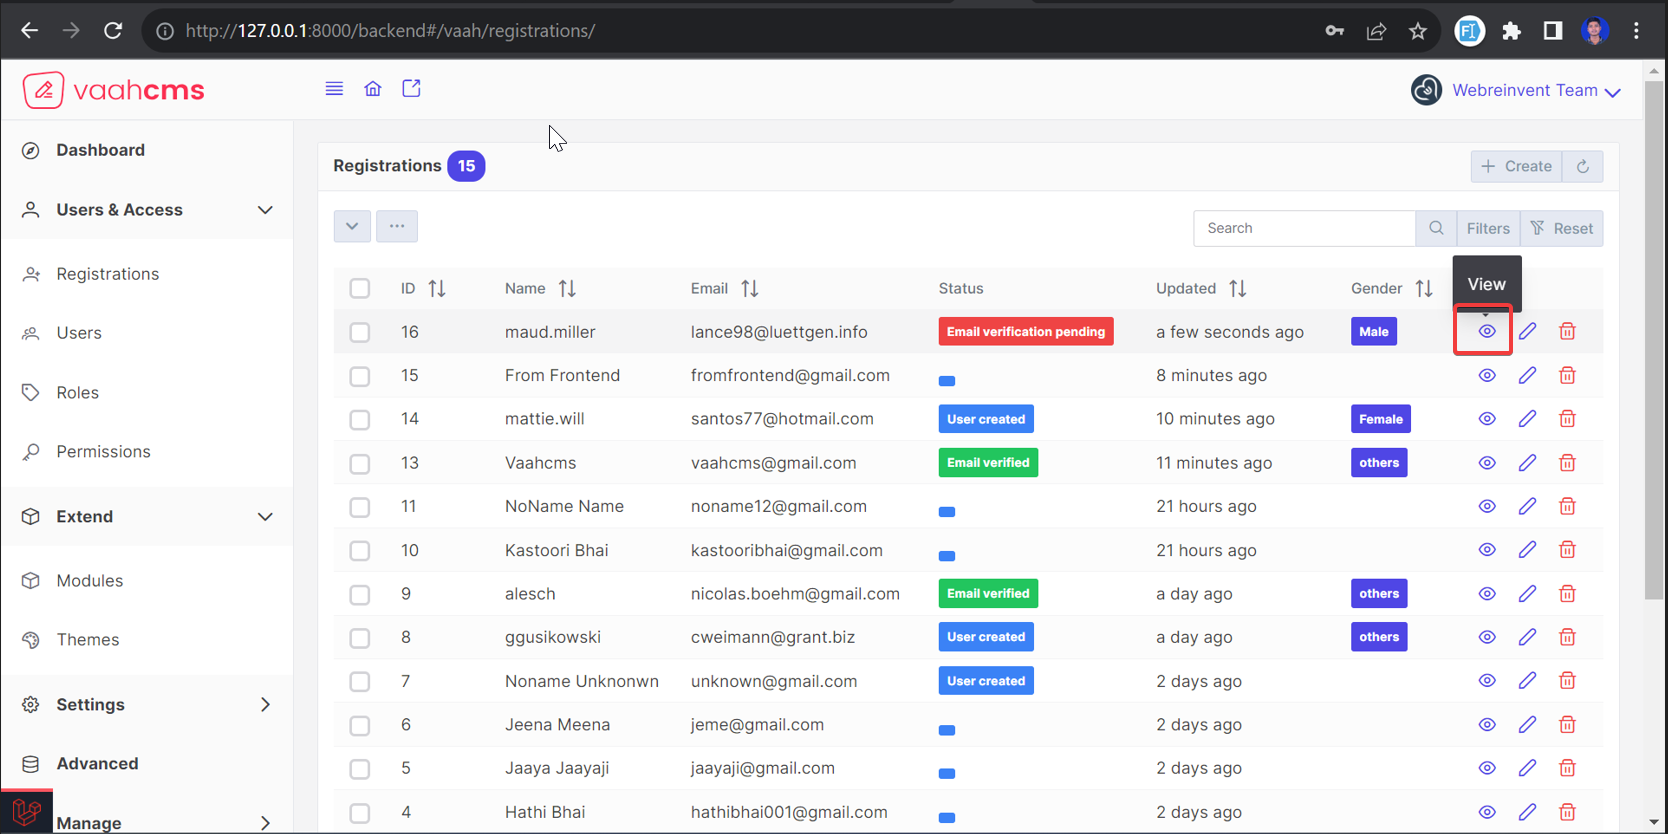 http://127.0.0.1:8000/backend#/vaah/registrations/
vaahcms
Webreinvent Team
Dashboard
Users & Access
Registrations
Users
Roles
Permissions
Extend
Modules
Themes
Settings
Advanced
Manage
Registrations 15
+ Create
Search Filters Reset
View
ID Name Email Status Updated Gender
16 maud.miller lance98@luettgen.info Email verification pending a few seconds ago Male
15 From Frontend fromfrontend@gmail.com 8 minutes ago
14 mattie.will santos77@hotmail.com User created 10 minutes ago Female
13 Vaahcms vaahcms@gmail.com Email verified 11 minutes ago others
11 NoName Name noname12@gmail.com 21 hours ago
10 Kastoori Bhai kastooribhai@gmail.com 21 hours ago
9 alesch nicolas.boehm@gmail.com Email verified a day ago others
8 ggusikowski cweimann@grant.biz User created a day ago others
7 Noname Unknonwn unknown@gmail.com User created 2 days ago
6 Jeena Meena jeme@gmail.com 2 days ago
5 Jaaya Jaayaji jaayaji@gmail.com 2 days ago
4 Hathi Bhai hathibhai001@gmail.com 2 days ago